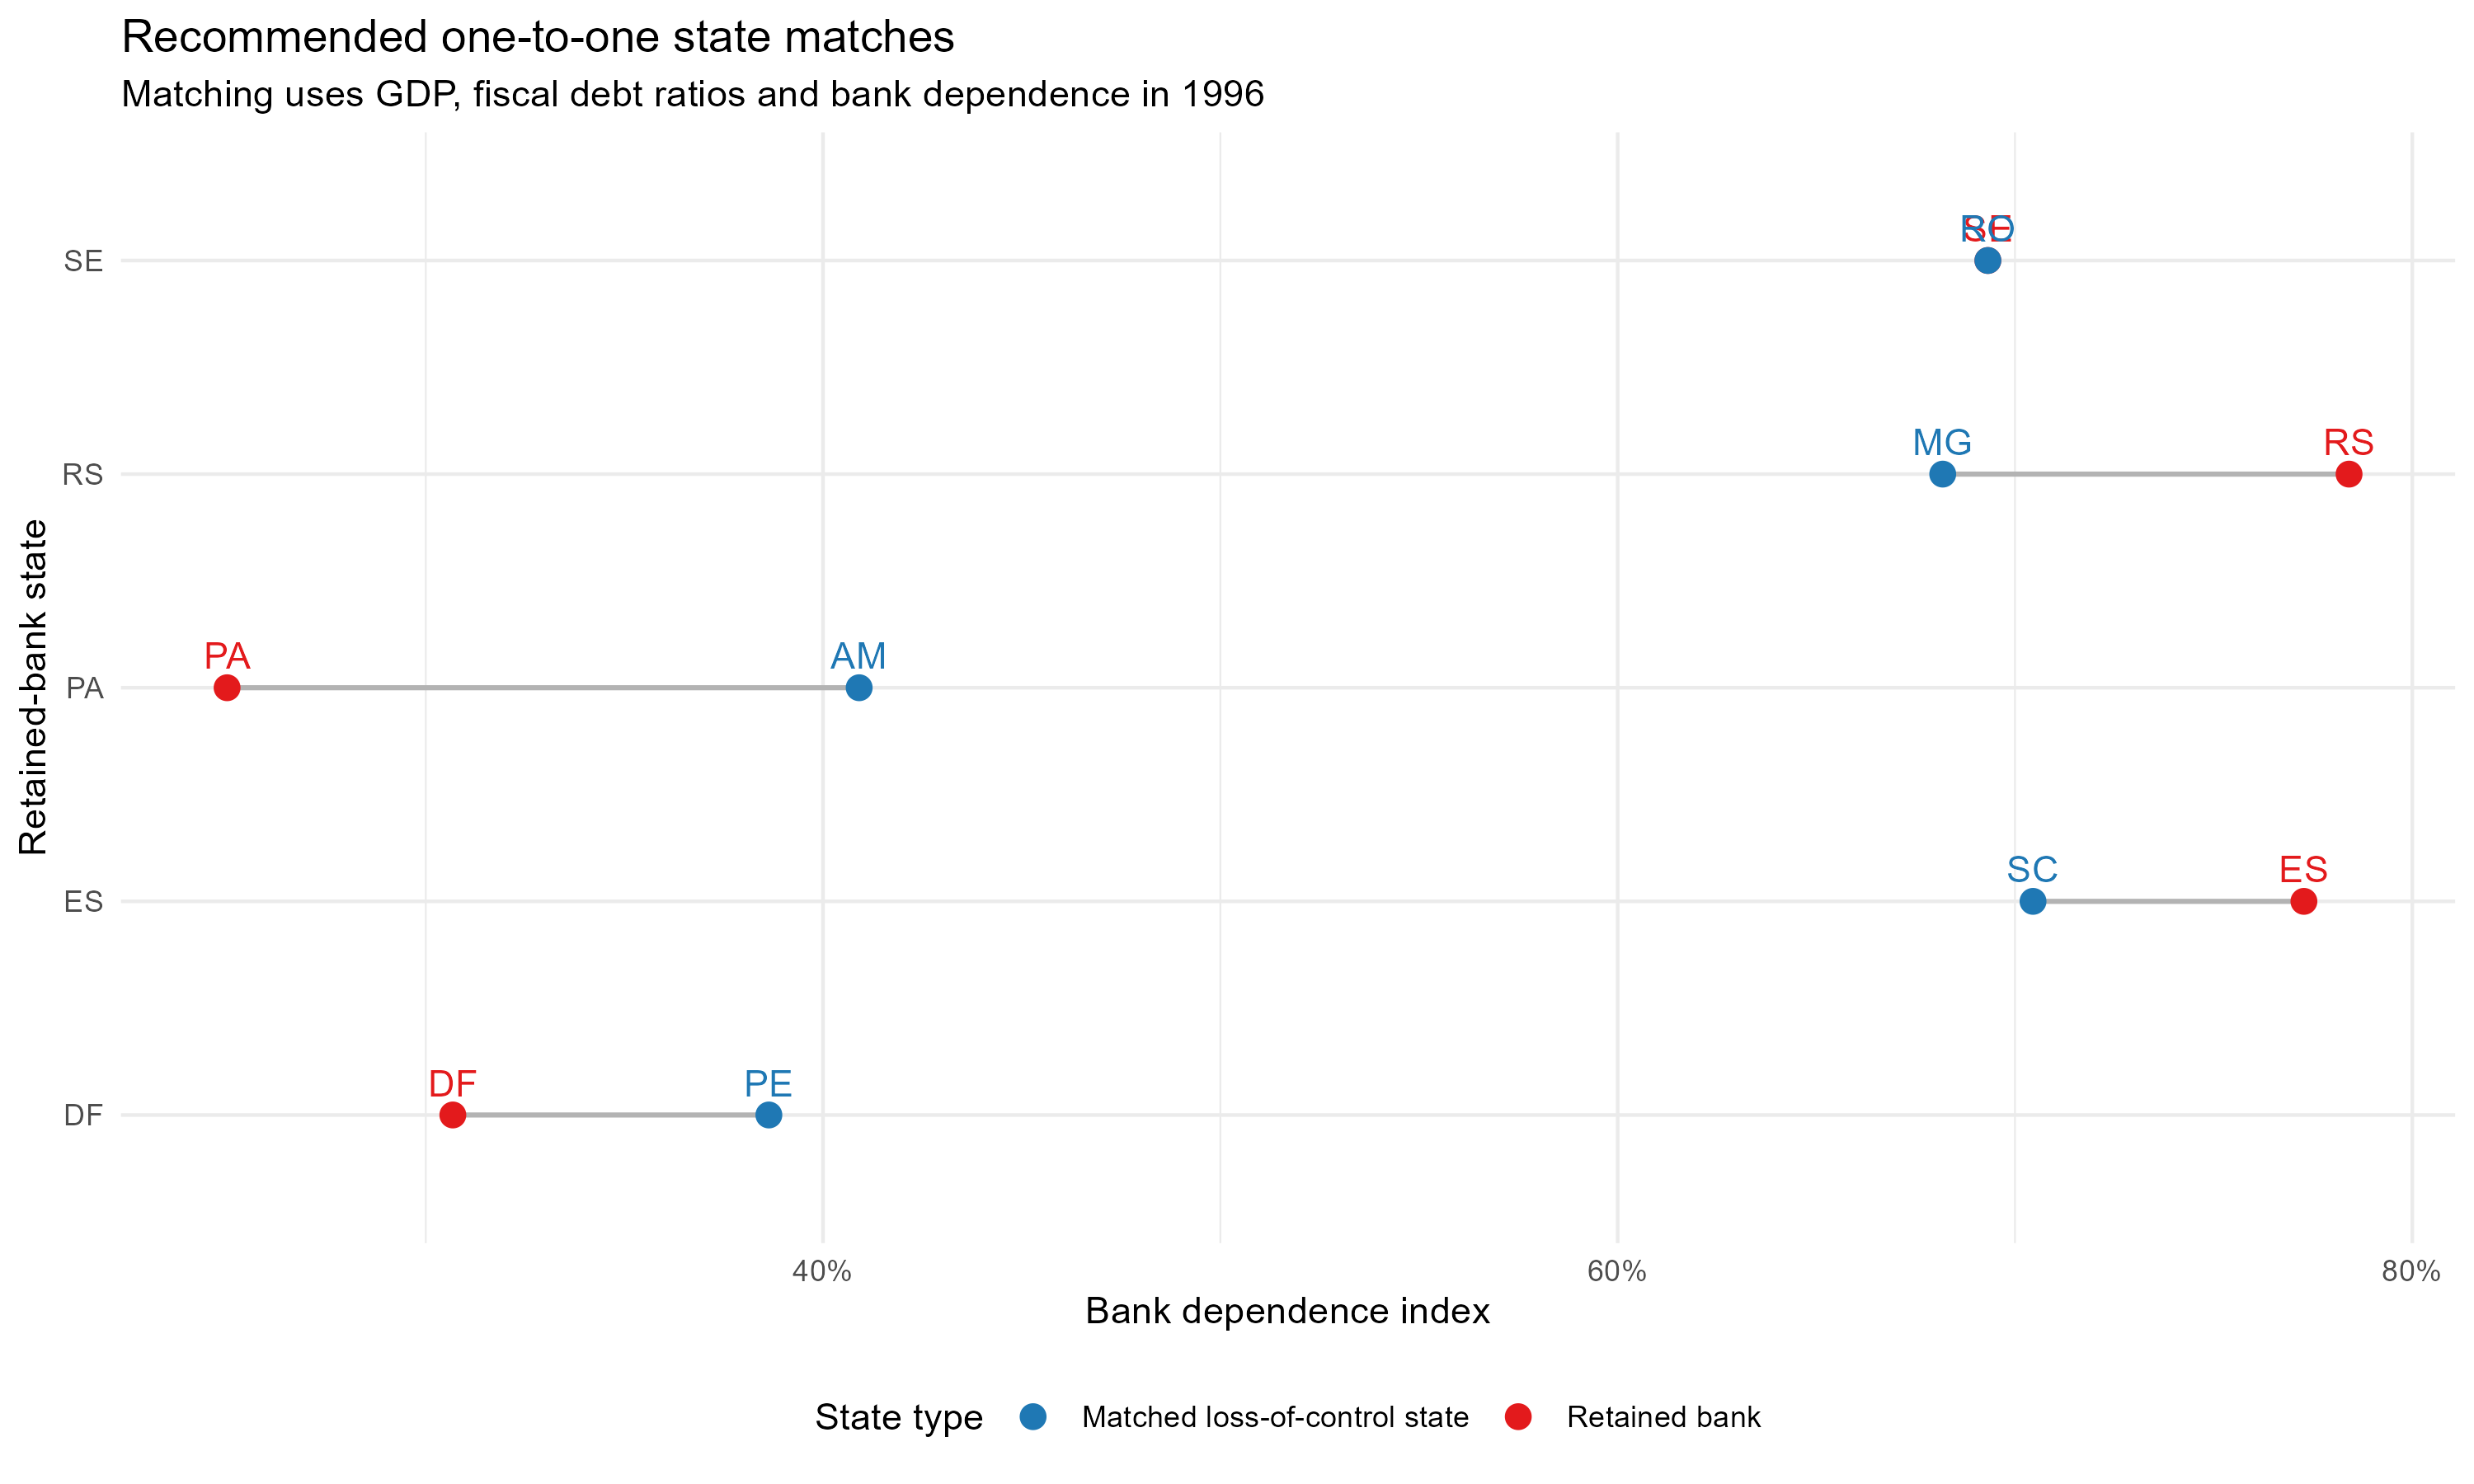 Recommended one-to-one state matches
Matching uses GDP, fiscal debt ratios and bank dependence in 1996
Retained-bank state
SE
RO
SE
RS
MG
RS
PA
PA
AM
ES
SC
ES
DF
DF
PE
40%
60%
80%
Bank dependence index
State type
Matched loss-of-control state
Retained bank